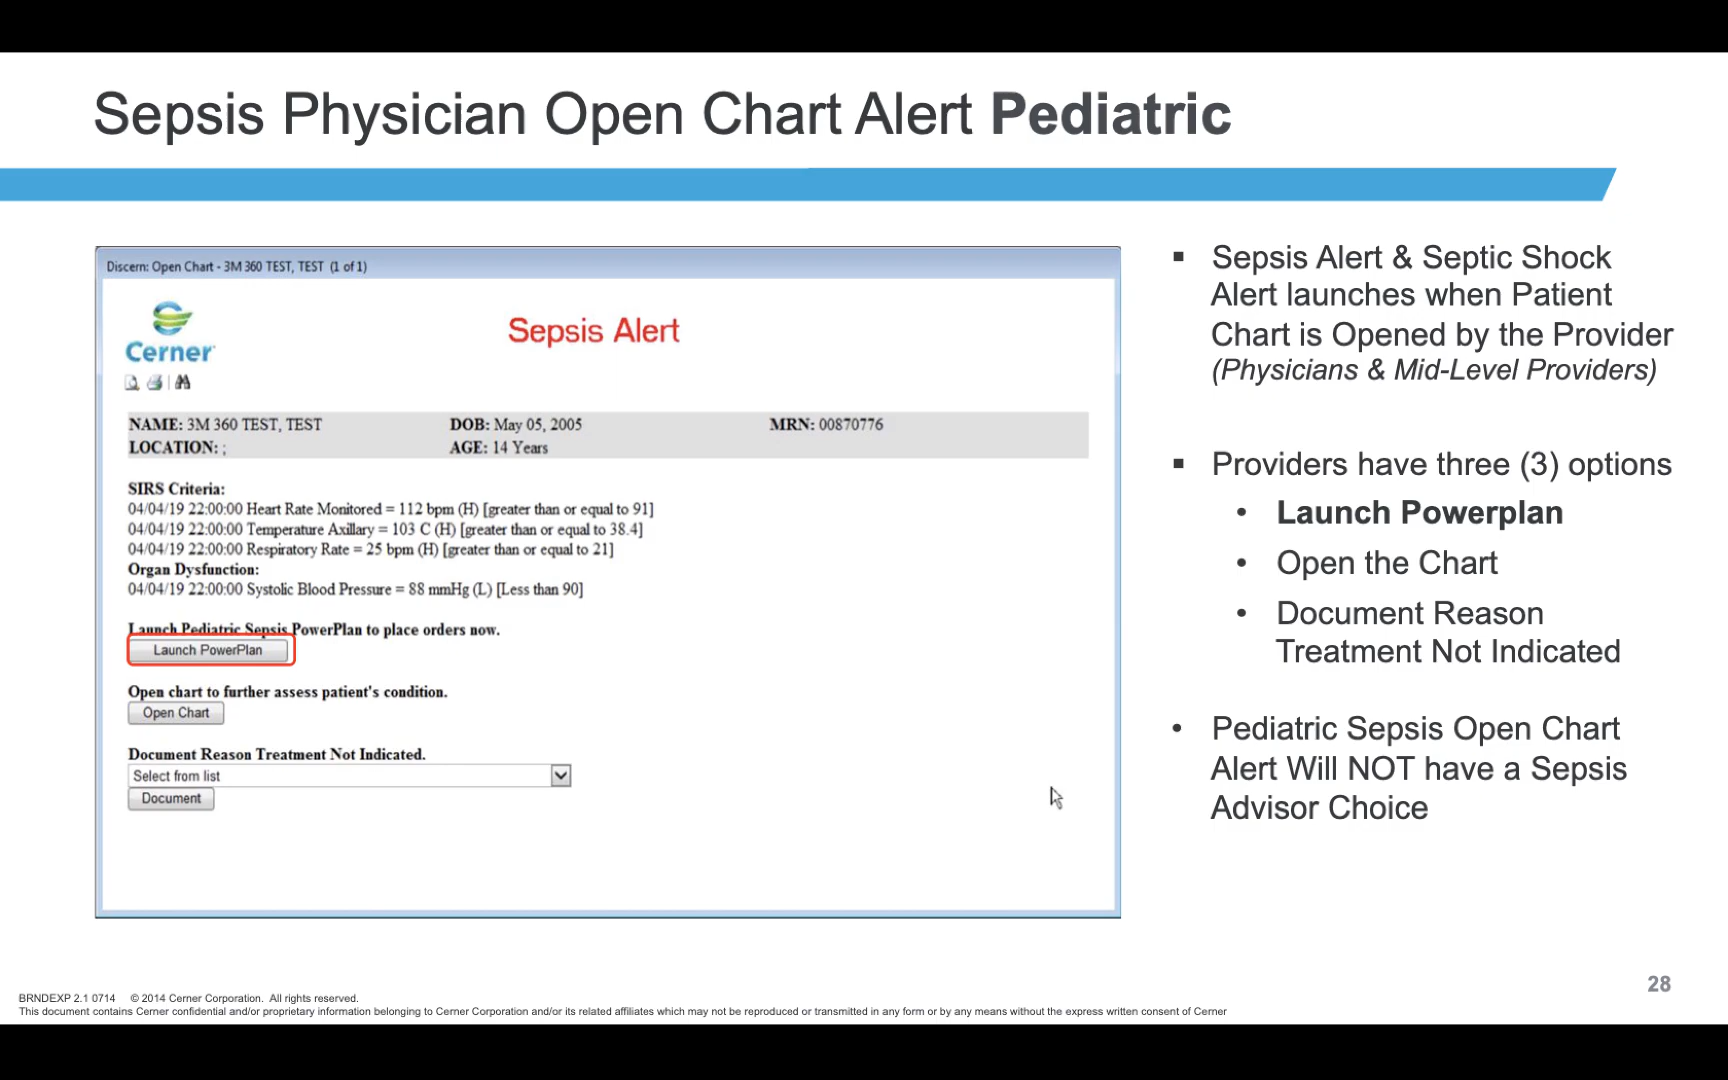 Sepsis Physician Open Chart Alert Pediatric
Discern: Open Chart - 3M 360 TEST, TEST (1 of 1)
Cerner
Sepsis Alert
NAME: 3M 360 TEST, TEST DOB: May 05, 2005 MRN: 00870776
LOCATION: ; AGE: 14 Years
SIRS Criteria:
04/04/19 22:00:00 Heart Rate Monitored = 112 bpm (H) [greater than or equal to 91]
04/04/19 22:00:00 Temperature Axillary = 103 C (H) [greater than or equal to 38.4]
04/04/19 22:00:00 Respiratory Rate = 25 bpm (H) [greater than or equal to 21]
Organ Dysfunction:
04/04/19 22:00:00 Systolic Blood Pressure = 88 mmHg (L) [Less than 90]
Launch Pediatric Sepsis PowerPlan to place orders now.
Launch PowerPlan
Open chart to further assess patient's condition.
Open Chart
Document Reason Treatment Not Indicated.
Select from list
Document
▪ Sepsis Alert & Septic Shock
Alert launches when Patient
Chart is Opened by the Provider
(Physicians & Mid-Level Providers)
▪ Providers have three (3) options
• Launch Powerplan
• Open the Chart
• Document Reason
Treatment Not Indicated
• Pediatric Sepsis Open Chart
Alert Will NOT have a Sepsis
Advisor Choice
28
BRNDEXP 2.1 0714 © 2014 Cerner Corporation. All rights reserved.
This document contains Cerner confidential and/or proprietary information belonging to Cerner Corporation and/or its related affiliates which may not be reproduced or transmitted in any form or by any means without the express written consent of Cerner